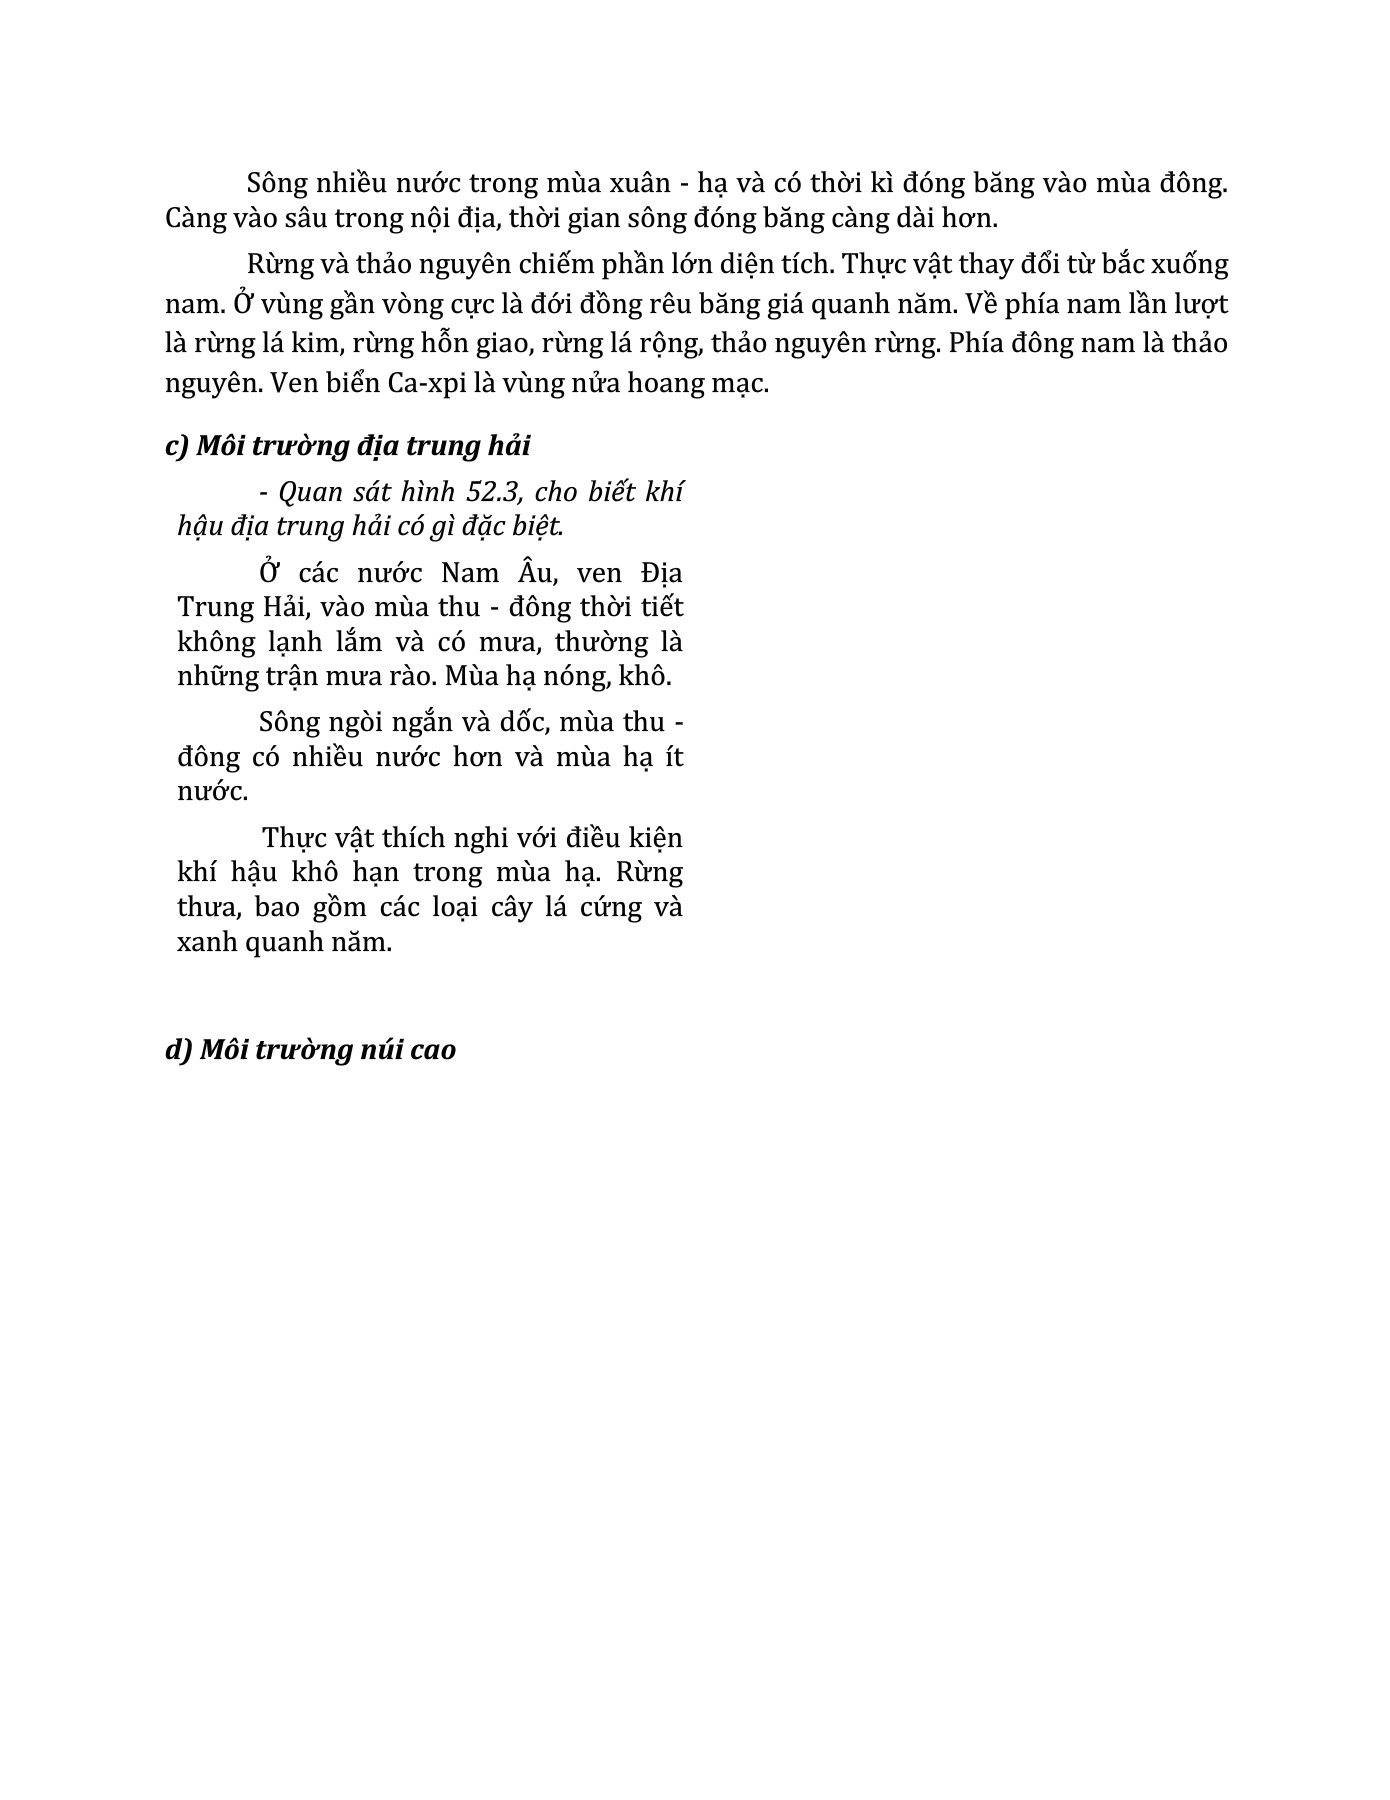 Sông nhiều nước trong mùa xuân - hạ và có thời kì đóng băng vào mùa đông.
Càng vào sâu trong nội địa, thời gian sông đóng băng càng dài hơn.
Rừng và thảo nguyên chiếm phần lớn diện tích. Thực vật thay đổi từ bắc xuống
nam. Ở vùng gần vòng cực là đới đồng rêu băng giá quanh năm. Về phía nam lần lượt
là rừng lá kim, rừng hỗn giao, rừng lá rộng, thảo nguyên rừng. Phía đông nam là thảo
nguyên. Ven biển Ca-xpi là vùng nửa hoang mạc.
c) Môi trường địa trung hải
- Quan sát hình 52.3, cho biết khí
hậu địa trung hải có gì đặc biệt.
Ở các nước Nam Âu, ven Địa
Trung Hải, vào mùa thu - đông thời tiết
không lạnh lắm và có mưa, thường là
những trận mưa rào. Mùa hạ nóng, khô.
Sông ngòi ngắn và dốc, mùa thu -
đông có nhiều nước hơn và mùa hạ ít
nước.
Thực vật thích nghi với điều kiện
khí hậu khô hạn trong mùa hạ. Rừng
thưa, bao gồm các loại cây lá cứng và
xanh quanh năm.
d) Môi trường núi cao